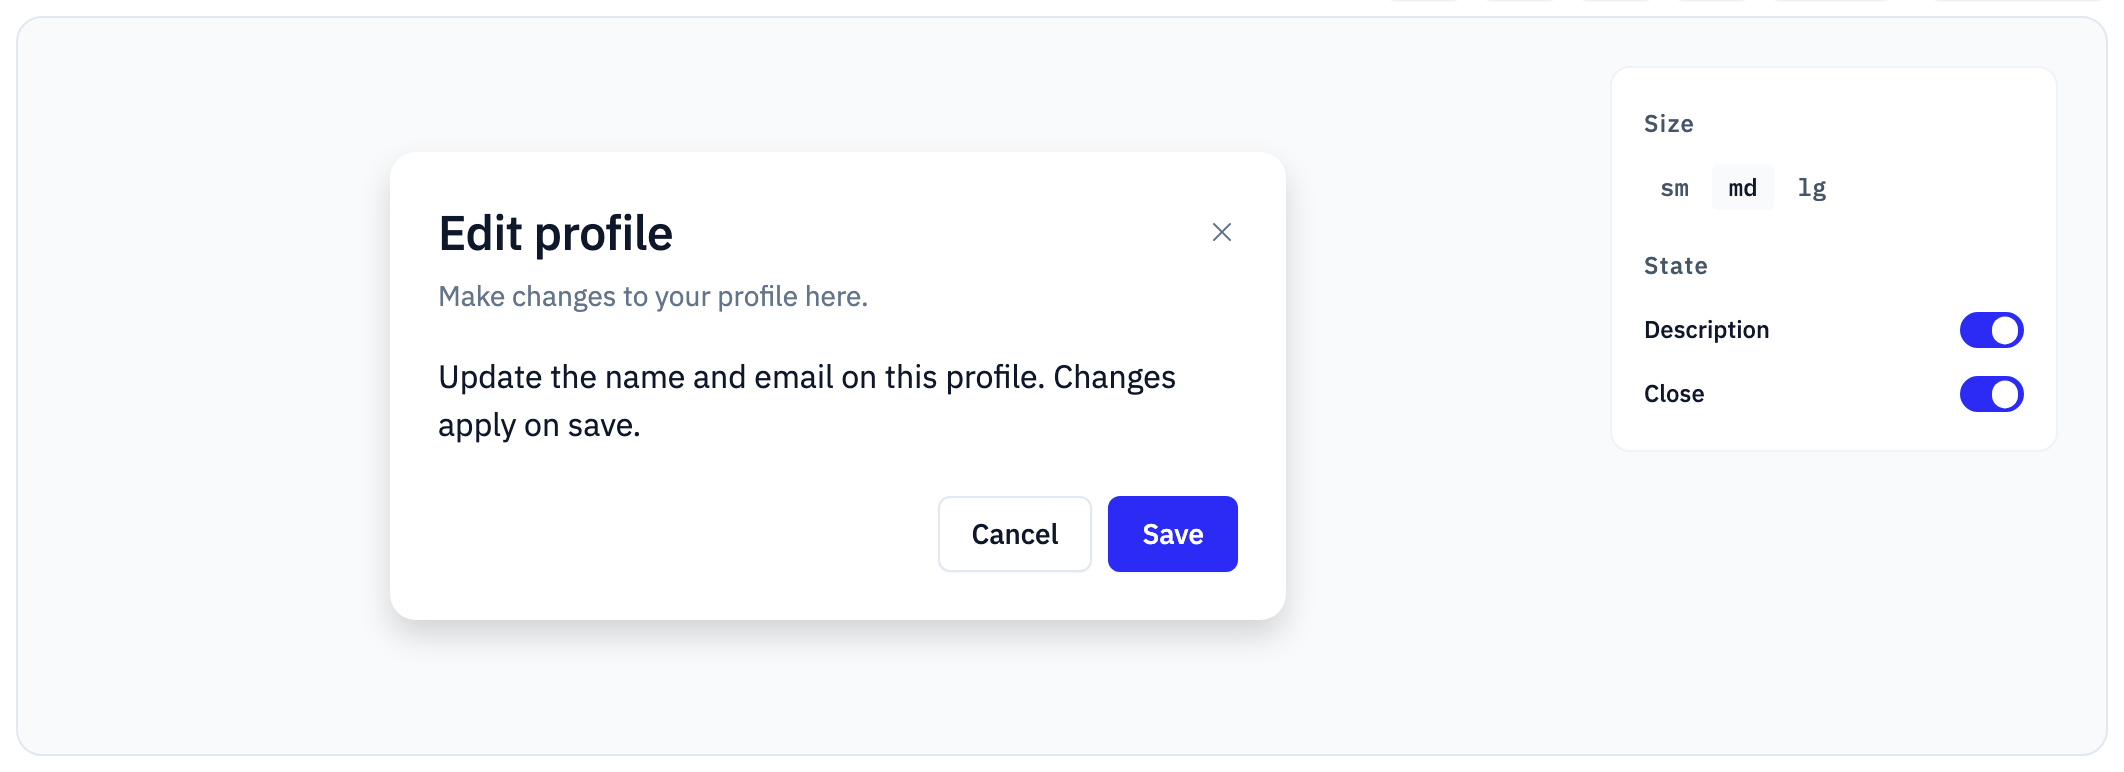 Edit profile
Make changes to your profile here.
Update the name and email on this profile. Changes
apply on save.
Cancel
Save
Size
sm
md
lg
State
Description
Close